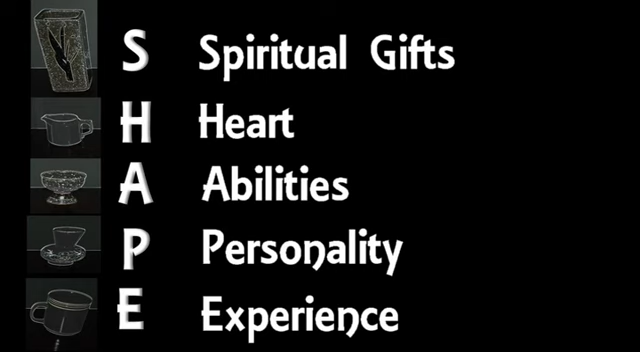 S Spiritual Gifts
H Heart
A Abilities
P Personality
E Experience